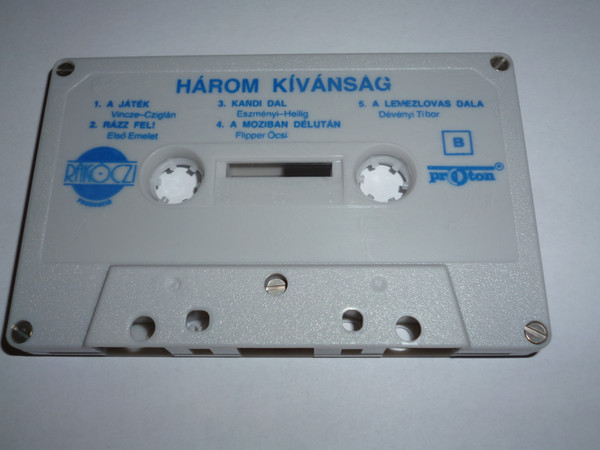 HÁROM KÍVÁNSÁG
1. A JÁTÉK
Vincze–Cziglán
2. RÁZZ FEL!
Első Emelet
3. KANDI DAL
Eszményi–Heilig
4. A MOZIBAN DÉLUTÁN
Flipper Öcsi
5. A LEMEZLOVAS DALA
Dévényi Tibor
B
RÁKÓCZI
prOton®